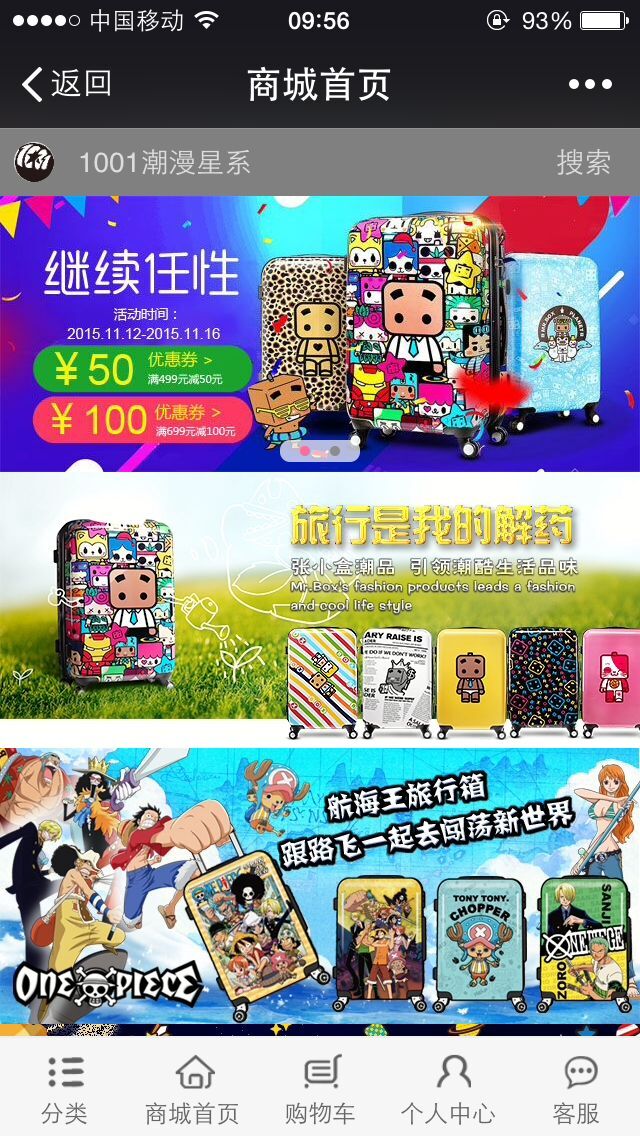 中国移动
09:56
93%
返回
商城首页
1001潮漫星系
搜索
继续任性
活动时间：
2015.11.12-2015.11.16
￥50 优惠券 >
满499元减50元
￥100 优惠券 >
满699元减100元
旅行是我的解药
张小盒潮品 引领潮酷生活品味
Mr.Box's fashion products leads a fashion
and cool life style
ARY RAISE IS
DO IF WE DON'T WORK!
航海王旅行箱
跟路飞一起去闯荡新世界
ONE PIECE
TONY TONY.
CHOPPER
SANJI
ONE PIECE
ZORO
分类
商城首页
购物车
个人中心
客服